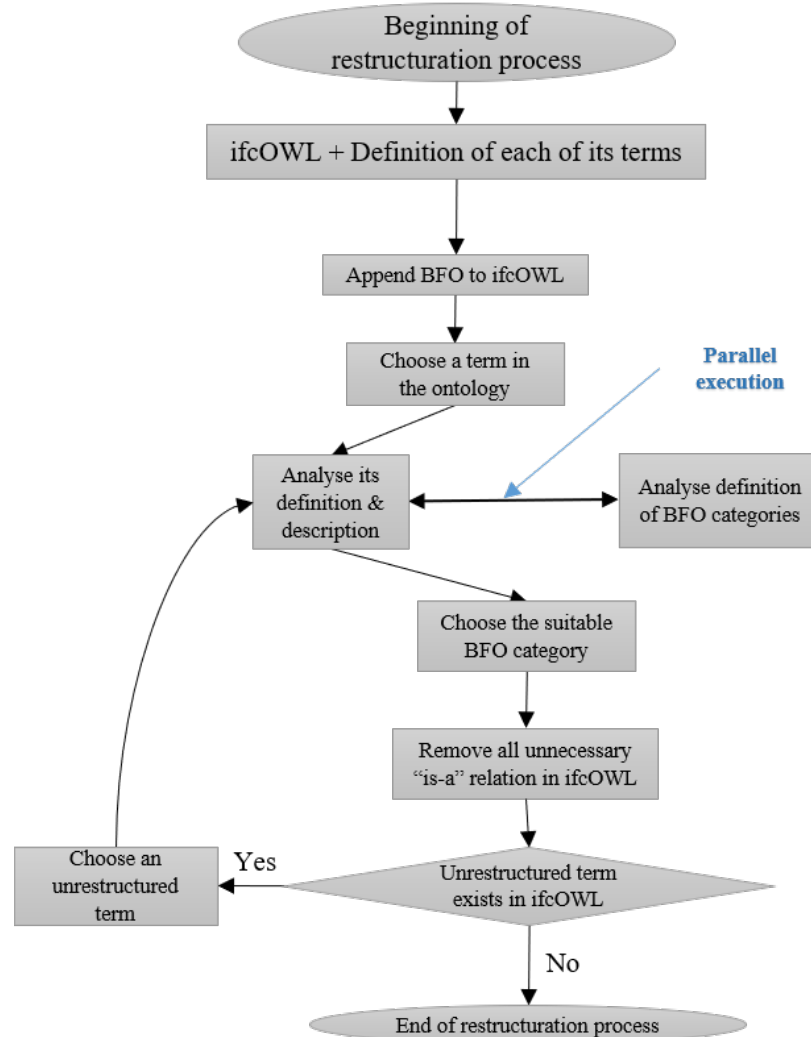 Beginning of
restructuration process
ifcOWL + Definition of each of its terms
Append BFO to ifcOWL
Choose a term in
the ontology
Parallel
execution
Analyse its
definition &
description
Analyse definition
of BFO categories
Choose the suitable
BFO category
Remove all unnecessary
“is-a” relation in ifcOWL
Choose an
unrestructured
term
Yes
Unrestructured term
exists in ifcOWL
No
End of restructuration process